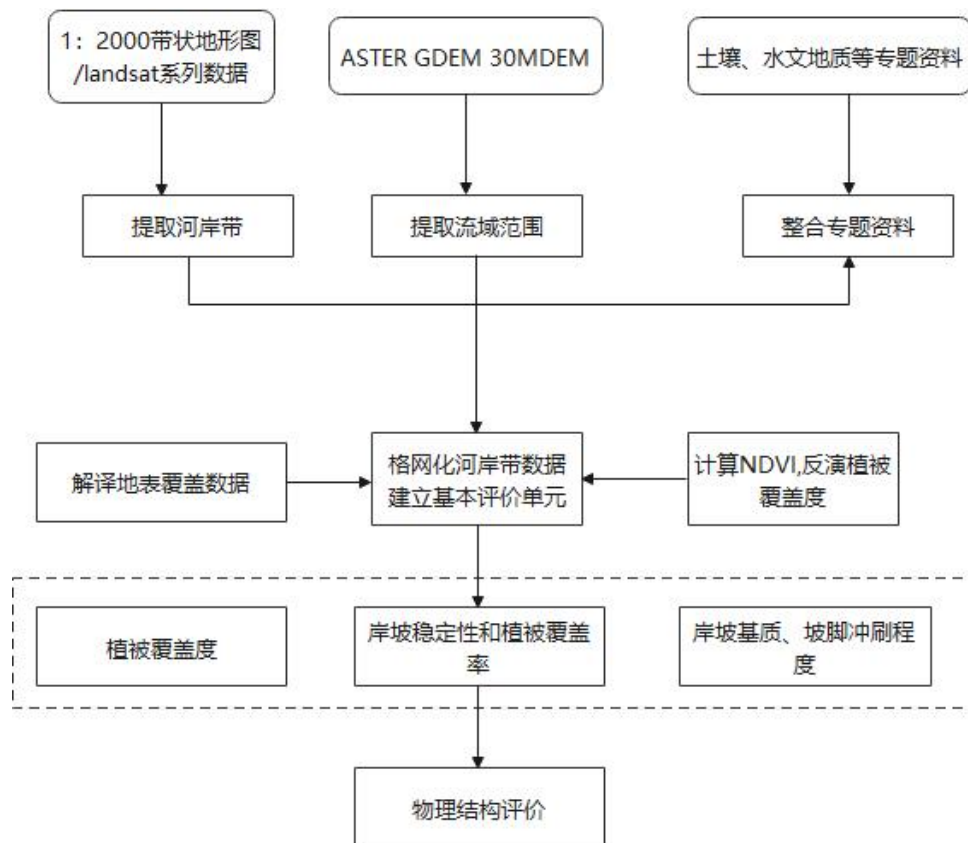 1：2000带状地形图
/landsat系列数据
ASTER GDEM 30MDEM
土壤、水文地质等专题资料
提取河岸带
提取流域范围
整合专题资料
解译地表覆盖数据
格网化河岸带数据
建立基本评价单元
计算NDVI,反演植被
覆盖度
植被覆盖度
岸坡稳定性和植被覆盖
率
岸坡基质、坡脚冲刷程
度
物理结构评价